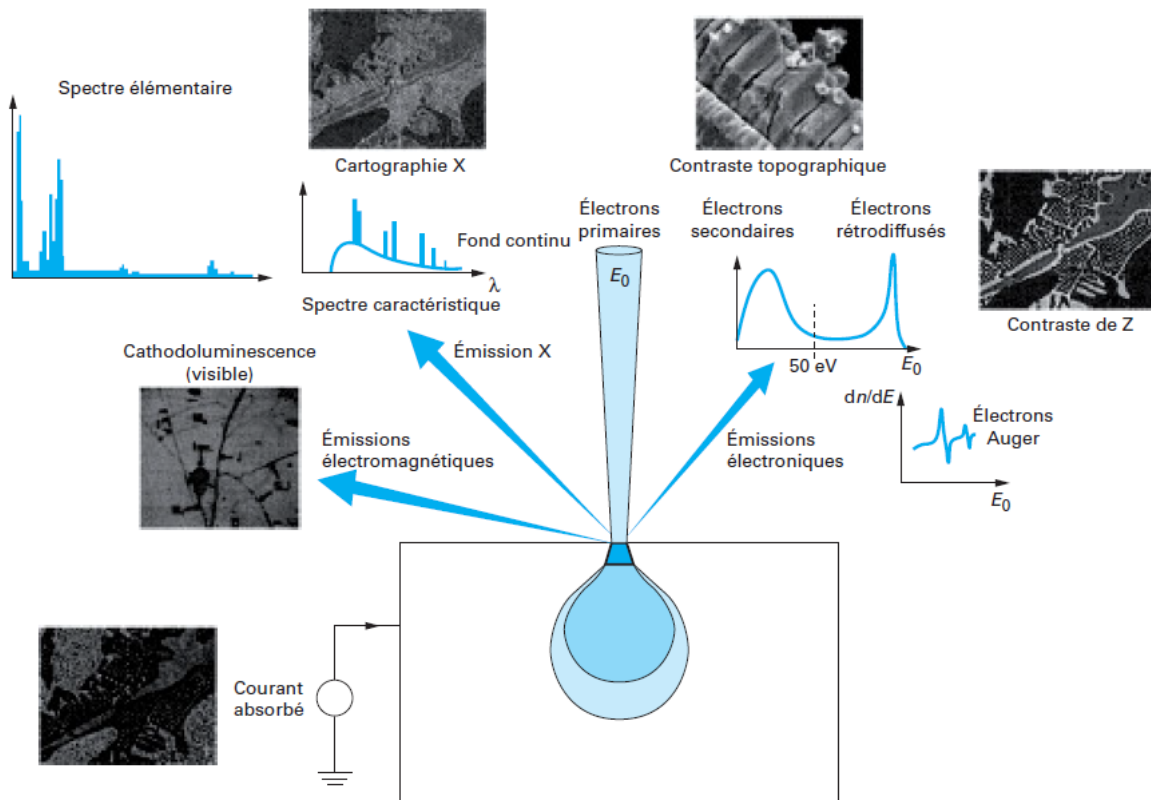 Spectre élémentaire
Cartographie X
Fond continu
λ
Spectre caractéristique
Contraste topographique
Électrons
primaires
E0
Électrons
secondaires
Électrons
rétrodiffusés
50 eV
E0
Contraste de Z
dn/dE
Électrons
Auger
E0
Cathodoluminescence
(visible)
Émission X
Émissions
électromagnétiques
Émissions
électroniques
Courant
absorbé